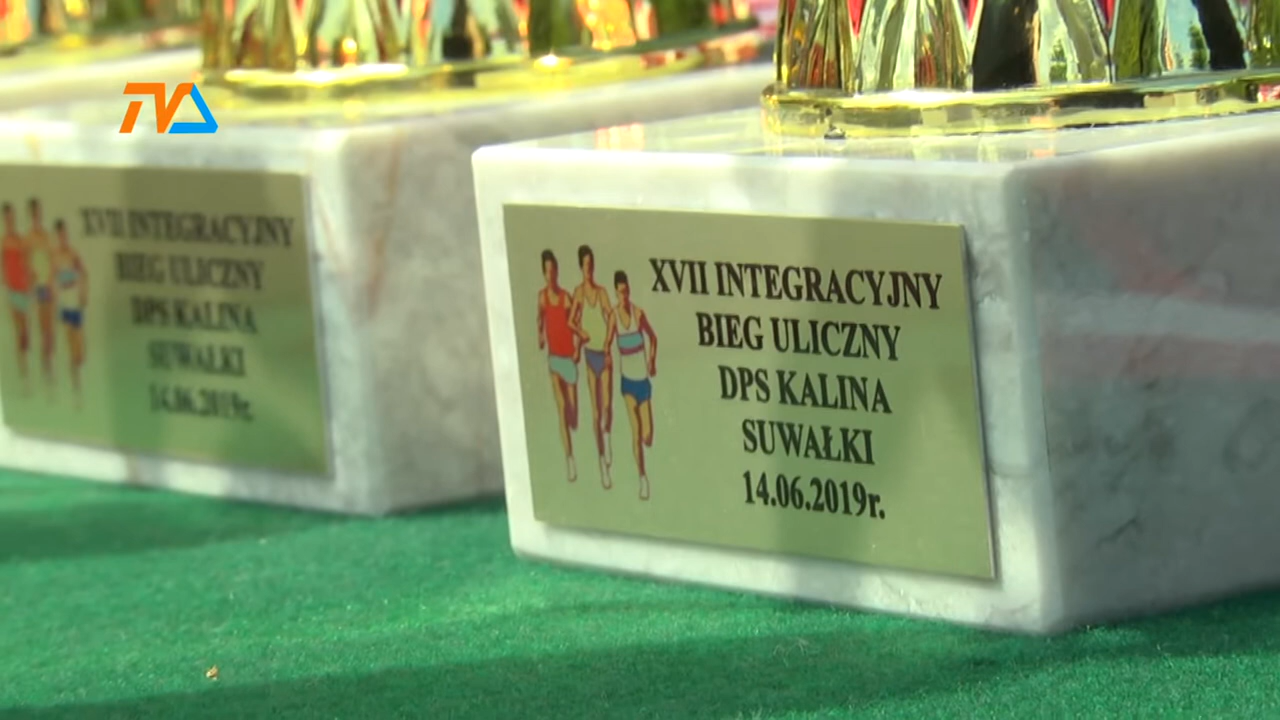 TVS
XVII INTEGRACYJNY
BIEG ULICZNY
DPS KALINA
SUWAŁKI
14.06.2019r.
XVII INTEGRACYJNY
BIEG ULICZNY
DPS KALINA
SUWAŁKI
14.06.2019r.